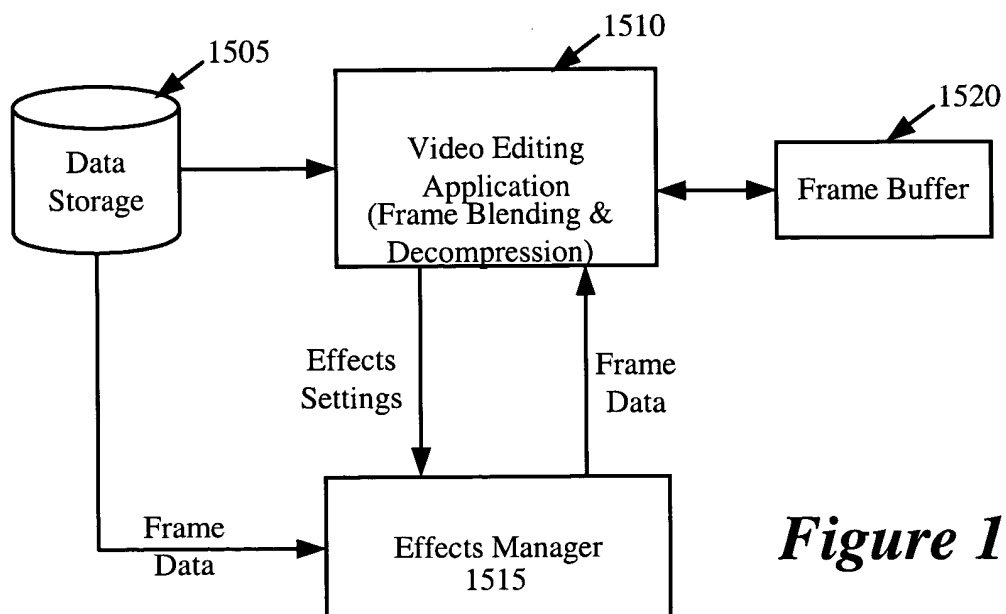 1505
1510
1520
Data
Storage
Video Editing
Application
(Frame Blending &
Decompression)
Frame Buffer
Effects
Settings
Frame
Data
Frame
Data
Effects Manager
1515
Figure 1